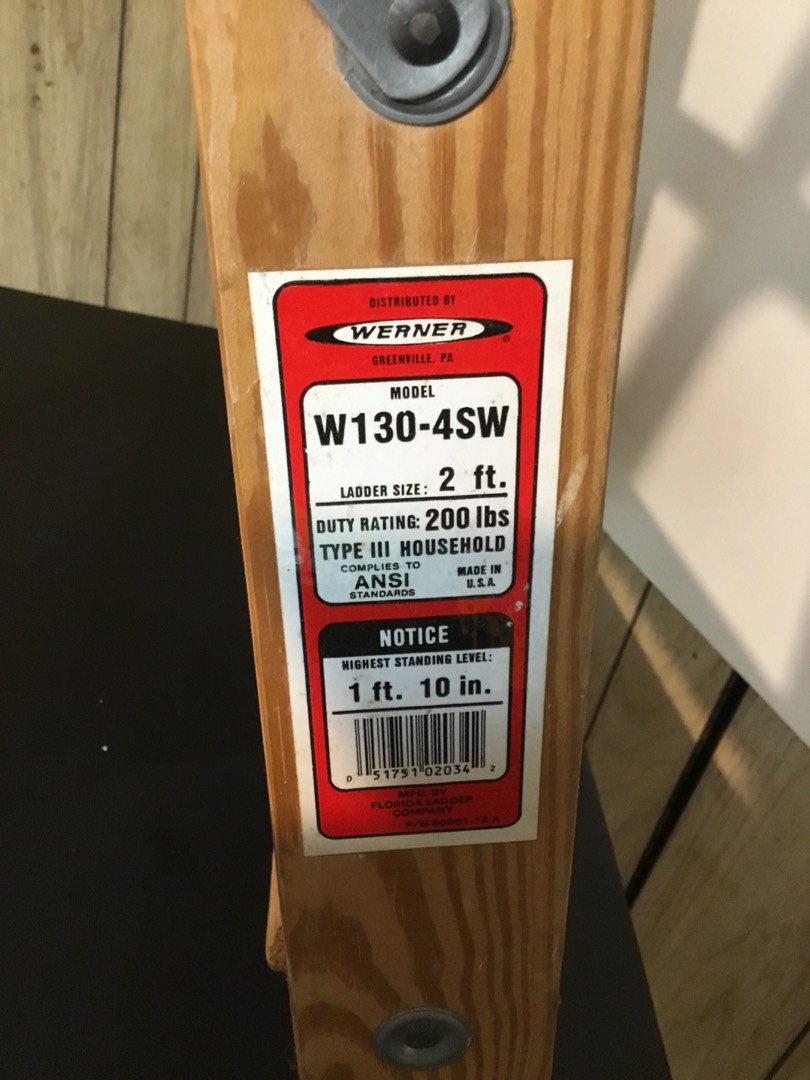 DISTRIBUTED BY
WERNER ®
GREENVILLE, PA
MODEL
W130-4SW
LADDER SIZE: 2 ft.
DUTY RATING: 200 lbs
TYPE III HOUSEHOLD
COMPLIES TO
ANSI
STANDARDS
MADE IN
U.S.A.
NOTICE
HIGHEST STANDING LEVEL:
1 ft. 10 in.
0 51751 02034 2
MFG. BY
FLORIDA LADDER
COMPANY